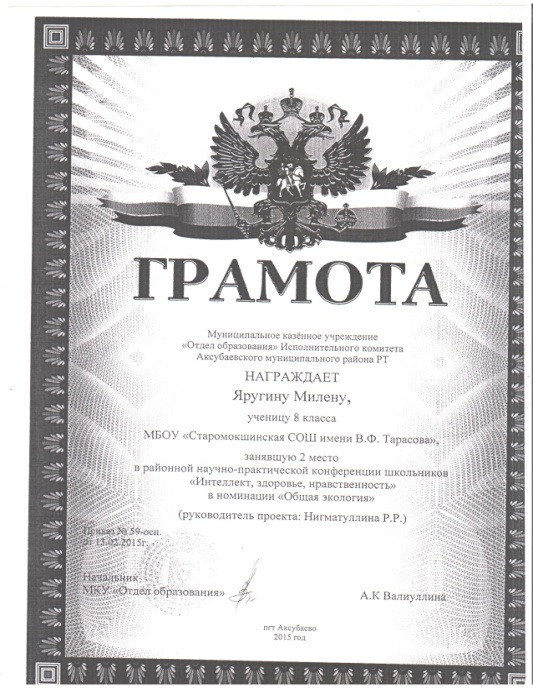 ГРАМОТА
Муниципальное казённое учреждение
«Отдел образования» Исполнительного комитета
Аксубаевского муниципального района РТ
НАГРАЖДАЕТ
Яругину Милену,
ученицу 8 класса
МБОУ «Старомокшинская СОШ имени В.Ф. Тарасова»,
занявшую 2 место
в районной научно-практической конференции школьников
«Интеллект, здоровье, нравственность»
в номинации «Общая экология»
(руководитель проекта: Нигматуллина Р.Р.)
Приказ № 59-осн.
от 13.02.2015г.
Начальник
МКУ «Отдел образования»
А.К Валиуллина
пгт Аксубаево
2015 год